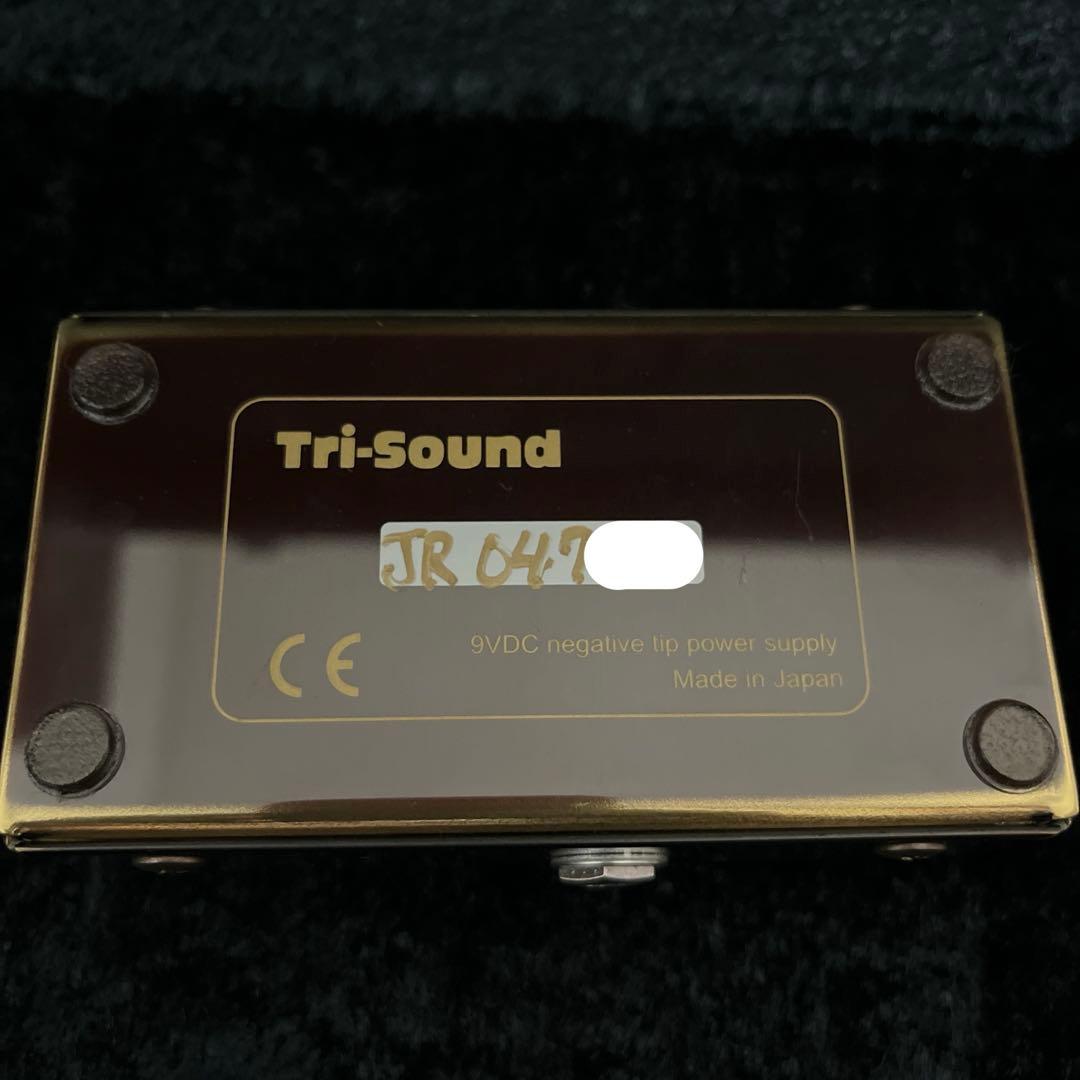 Tri-Sound
JR 047
CE
9VDC negative tip power supply
Made in Japan